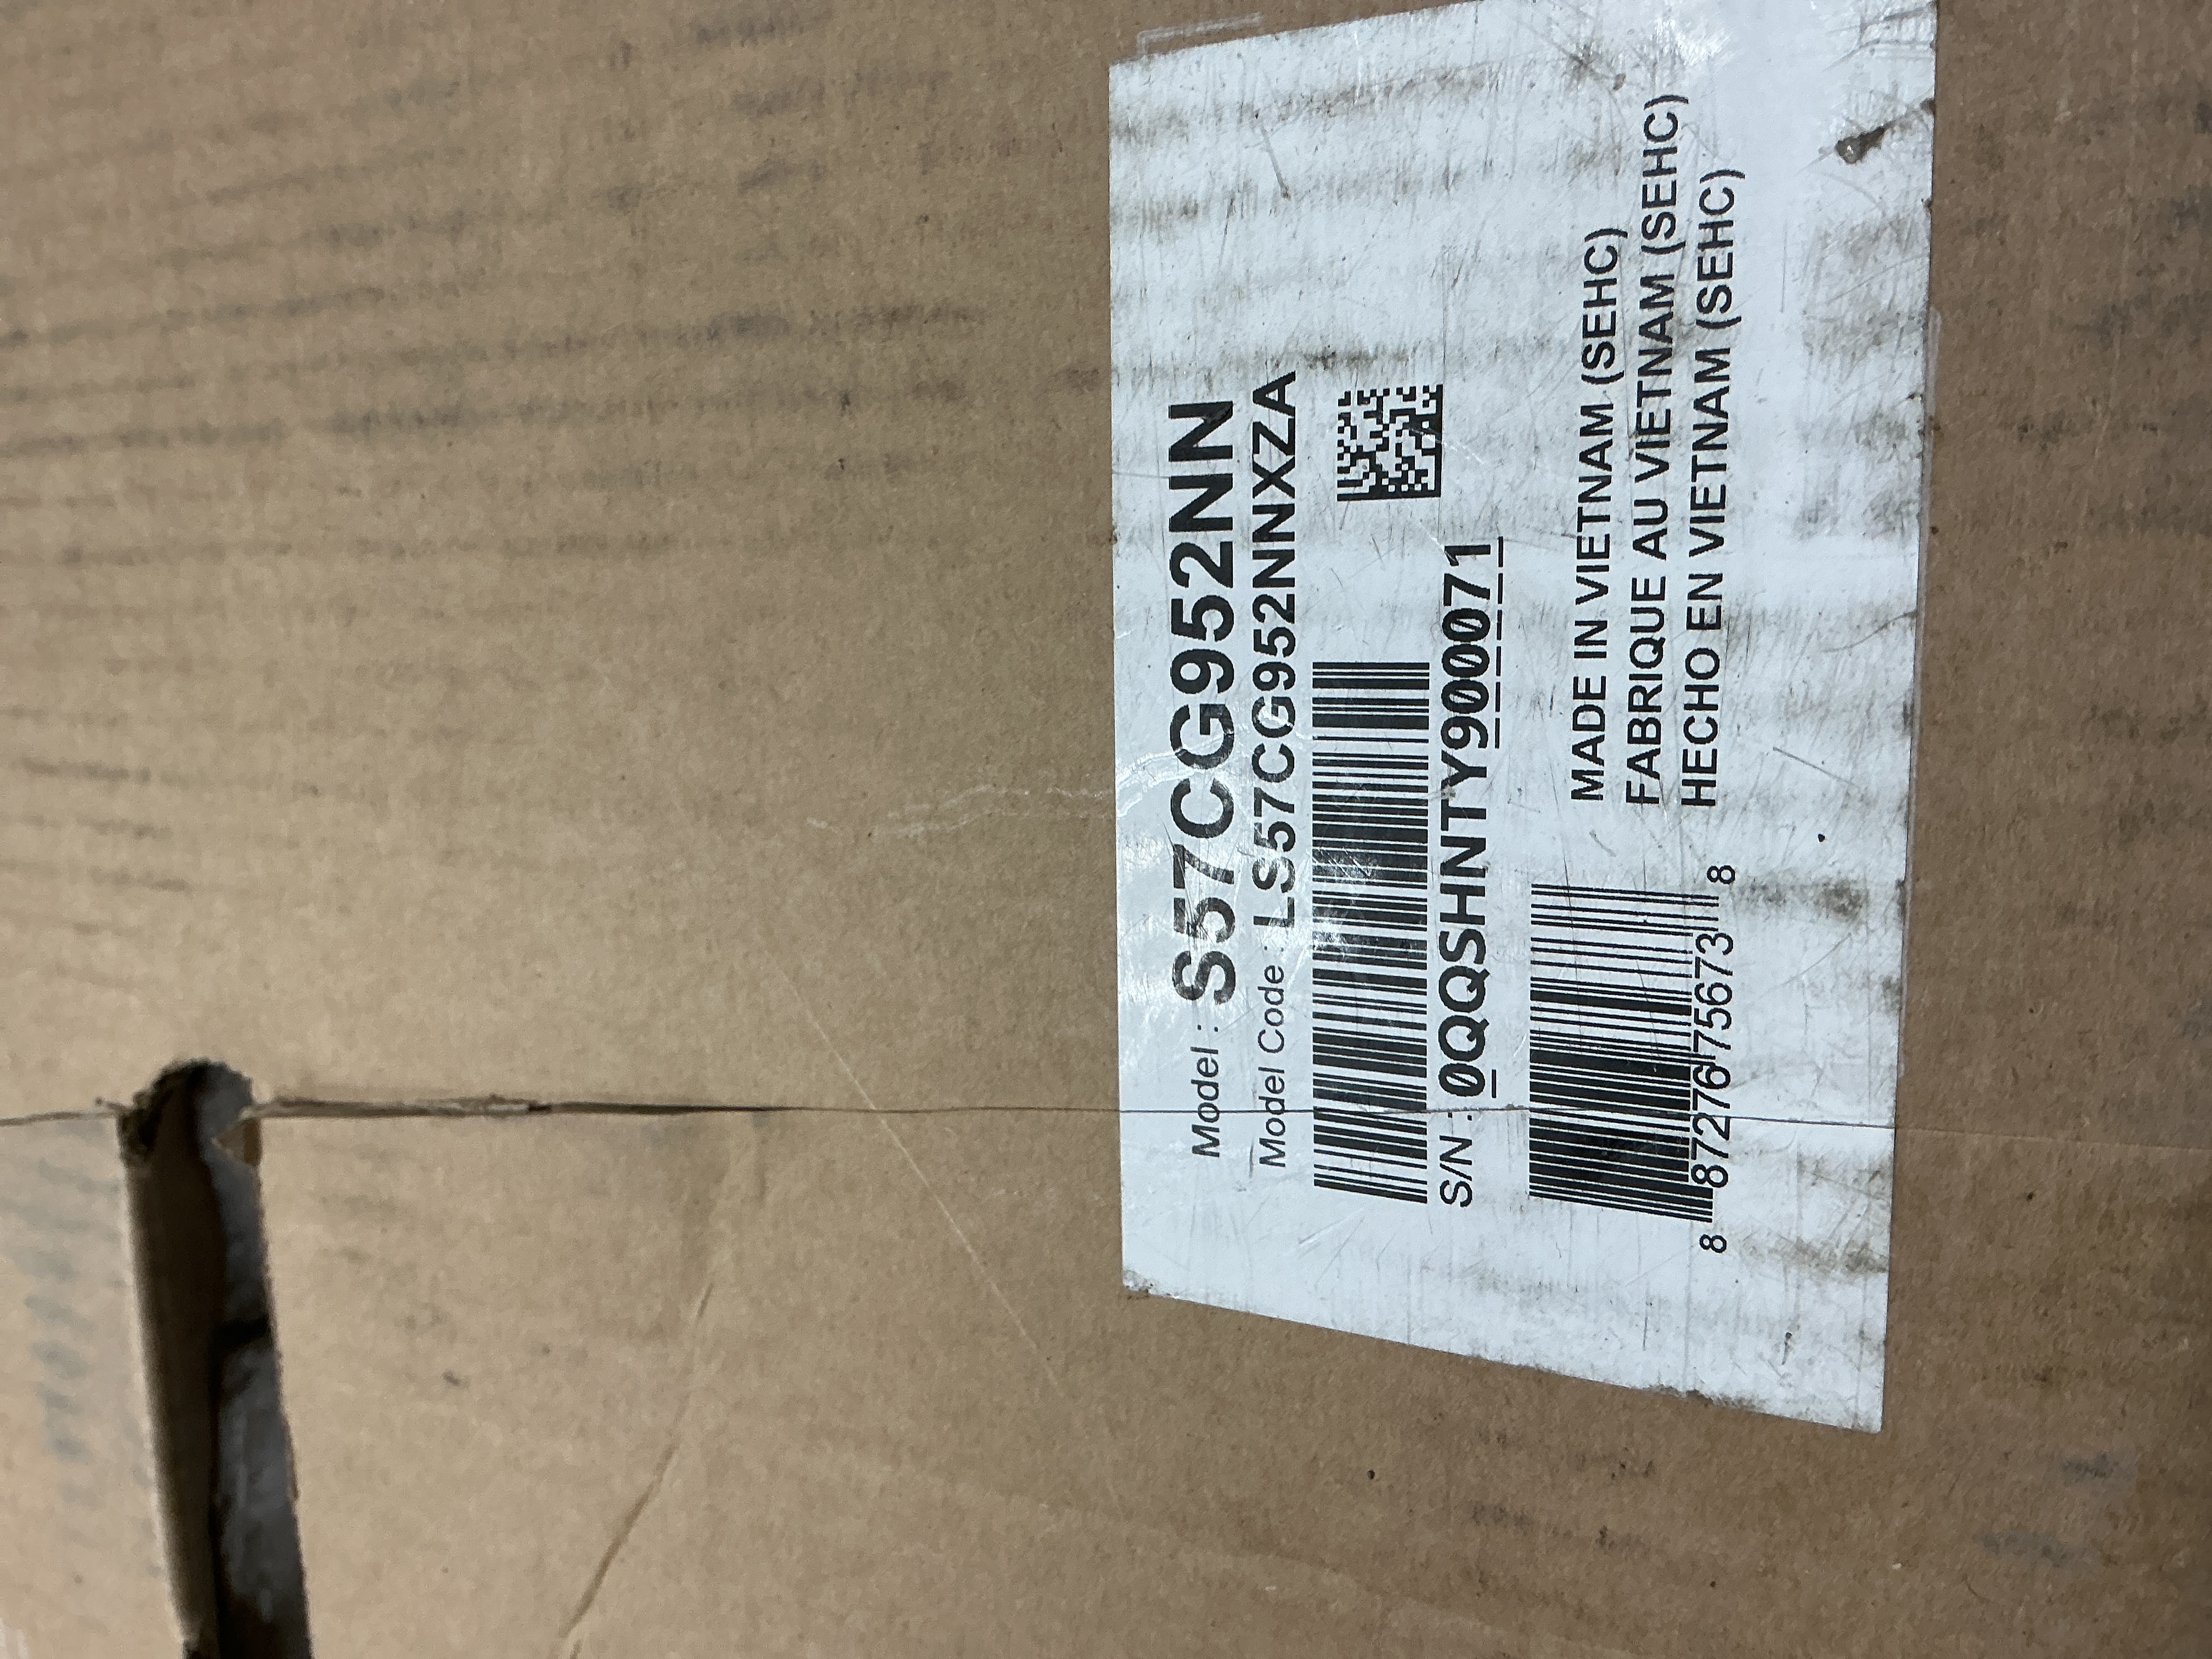 Model : S57CG952NN
Model Code : LS57CG952NNXZA
S/N : 0QQSHNTY900071
8 87276 75673 8
MADE IN VIETNAM (SEHC)
FABRIQUE AU VIETNAM (SEHC)
HECHO EN VIETNAM (SEHC)